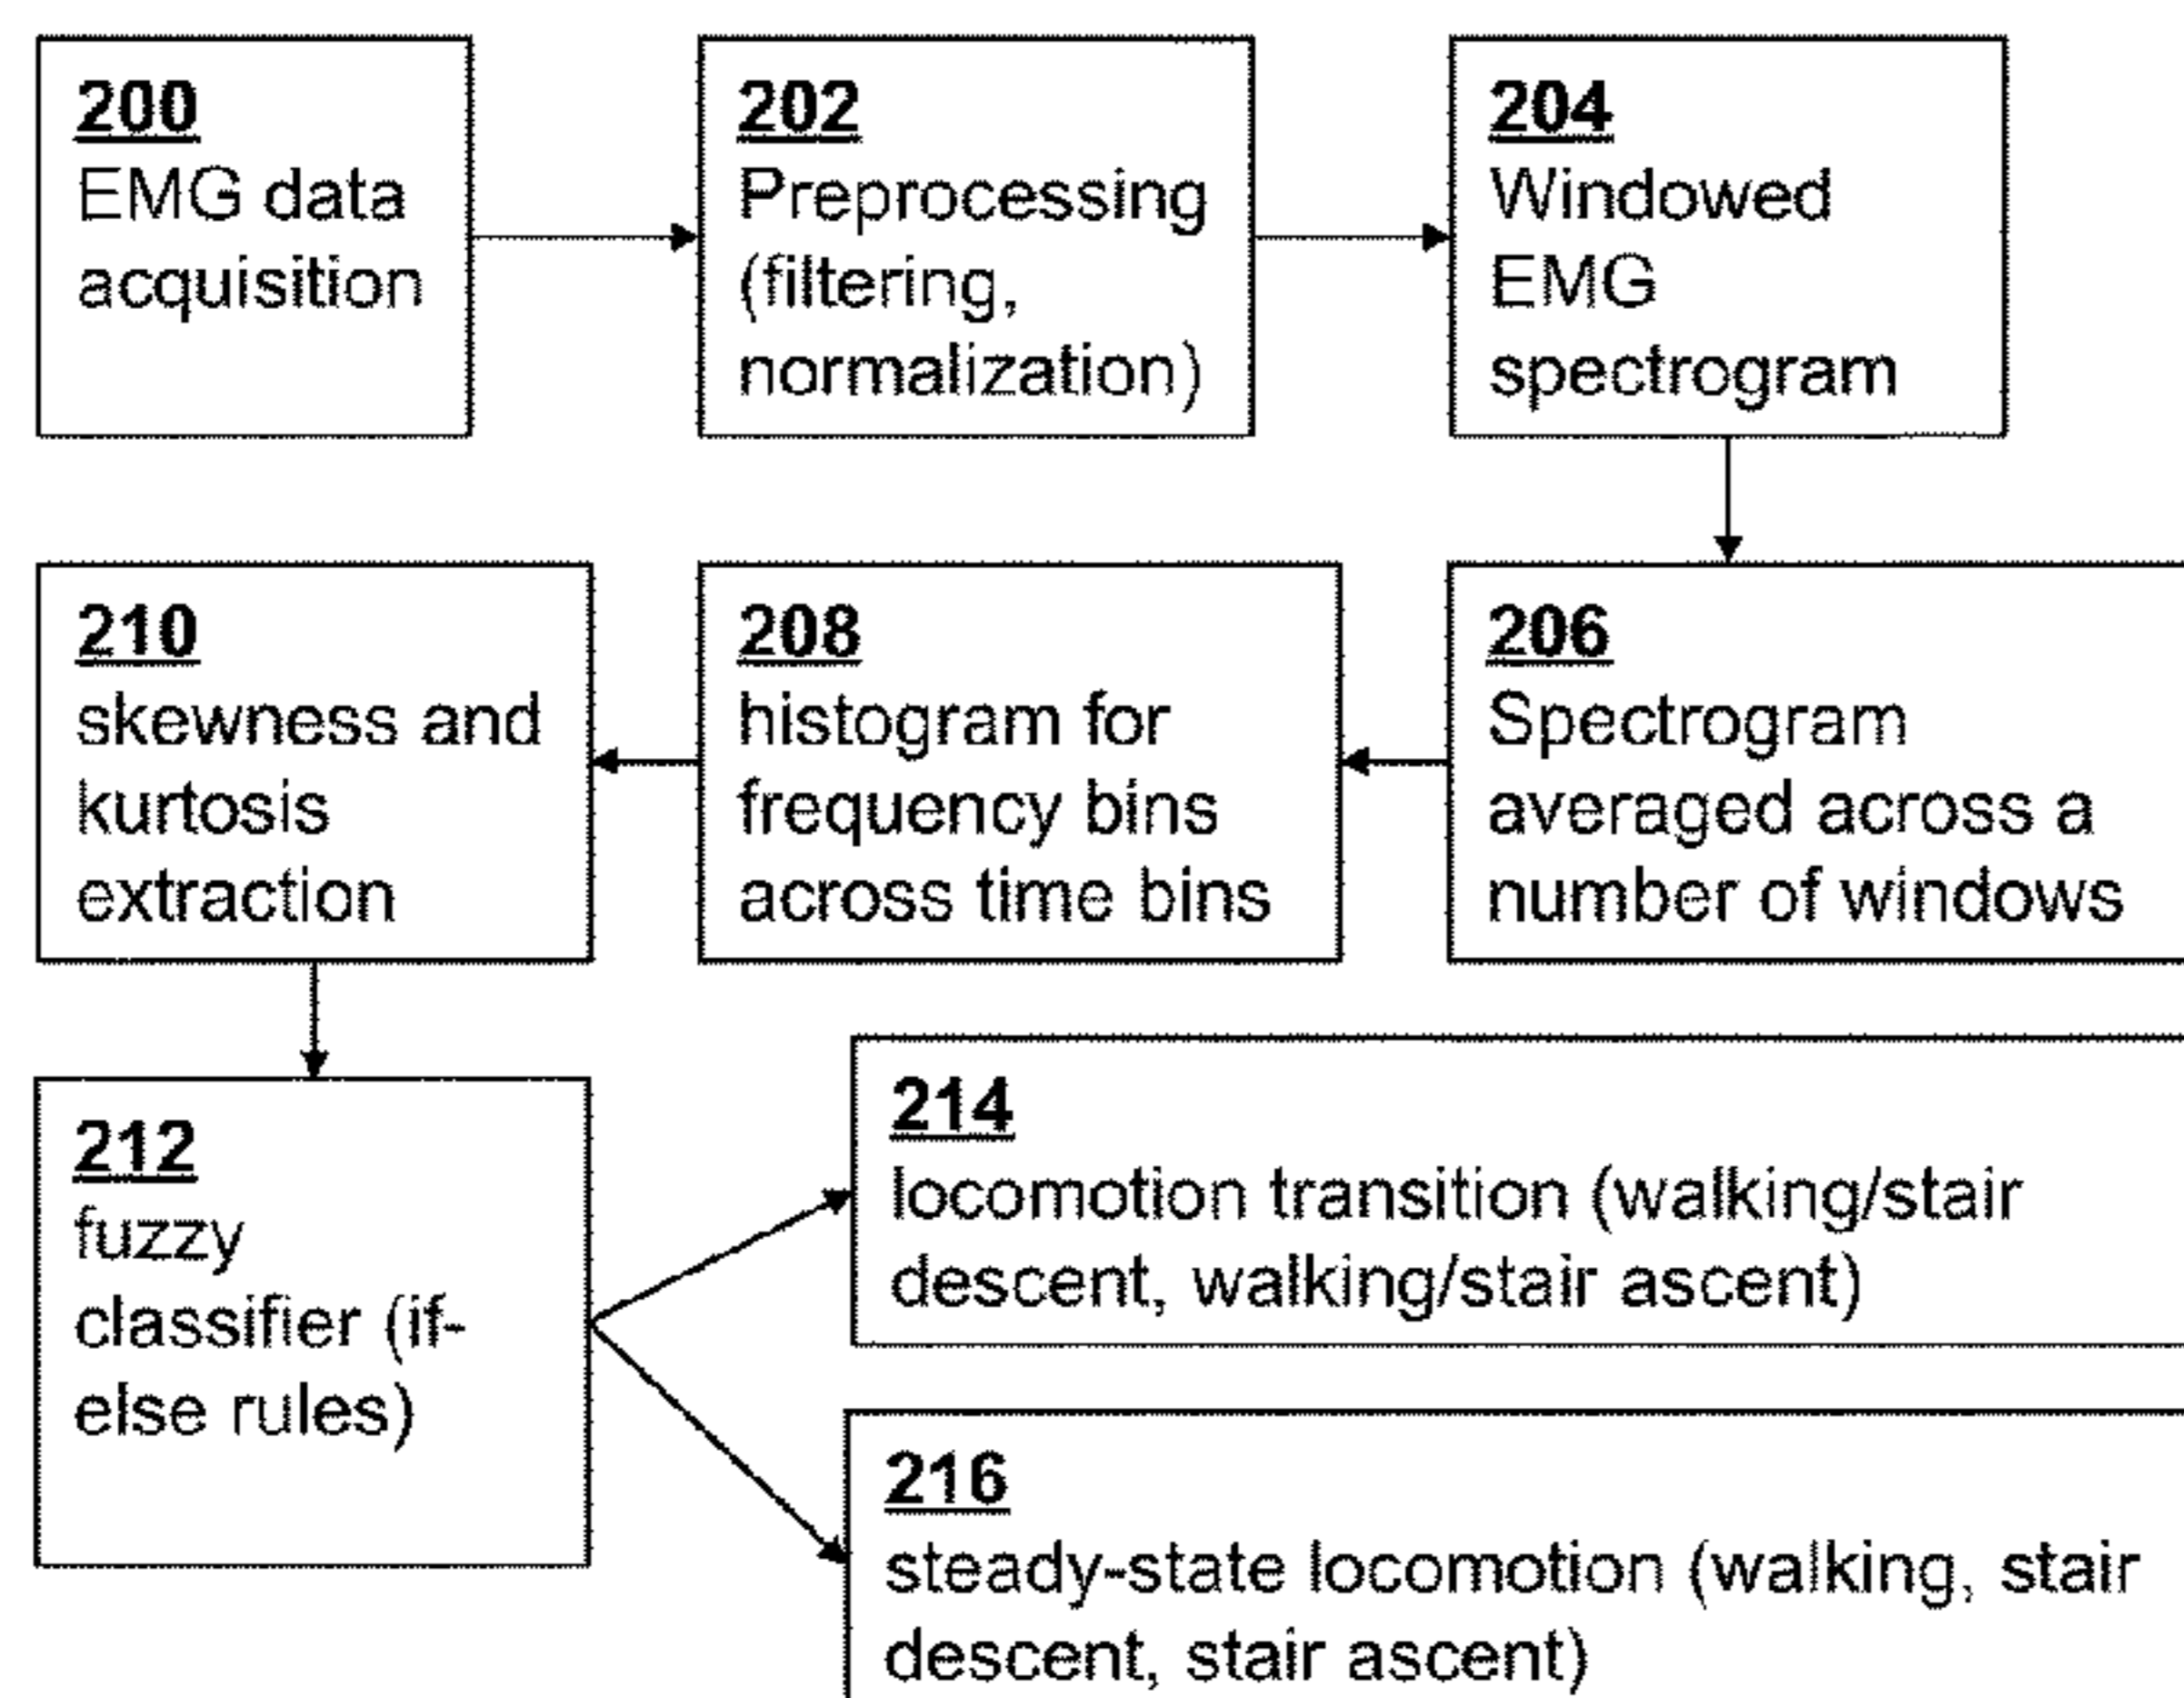 200
EMG data
acquisition
202
Preprocessing
(filtering,
normalization)
204
Windowed
EMG
spectrogram
206
Spectrogram
averaged across a
number of windows
208
histogram for
frequency bins
across time bins
210
skewness and
kurtosis
extraction
212
fuzzy
classifier (if-
else rules)
214
locomotion transition (walking/stair
descent, walking/stair ascent)
216
steady-state locomotion (walking, stair
descent, stair ascent)